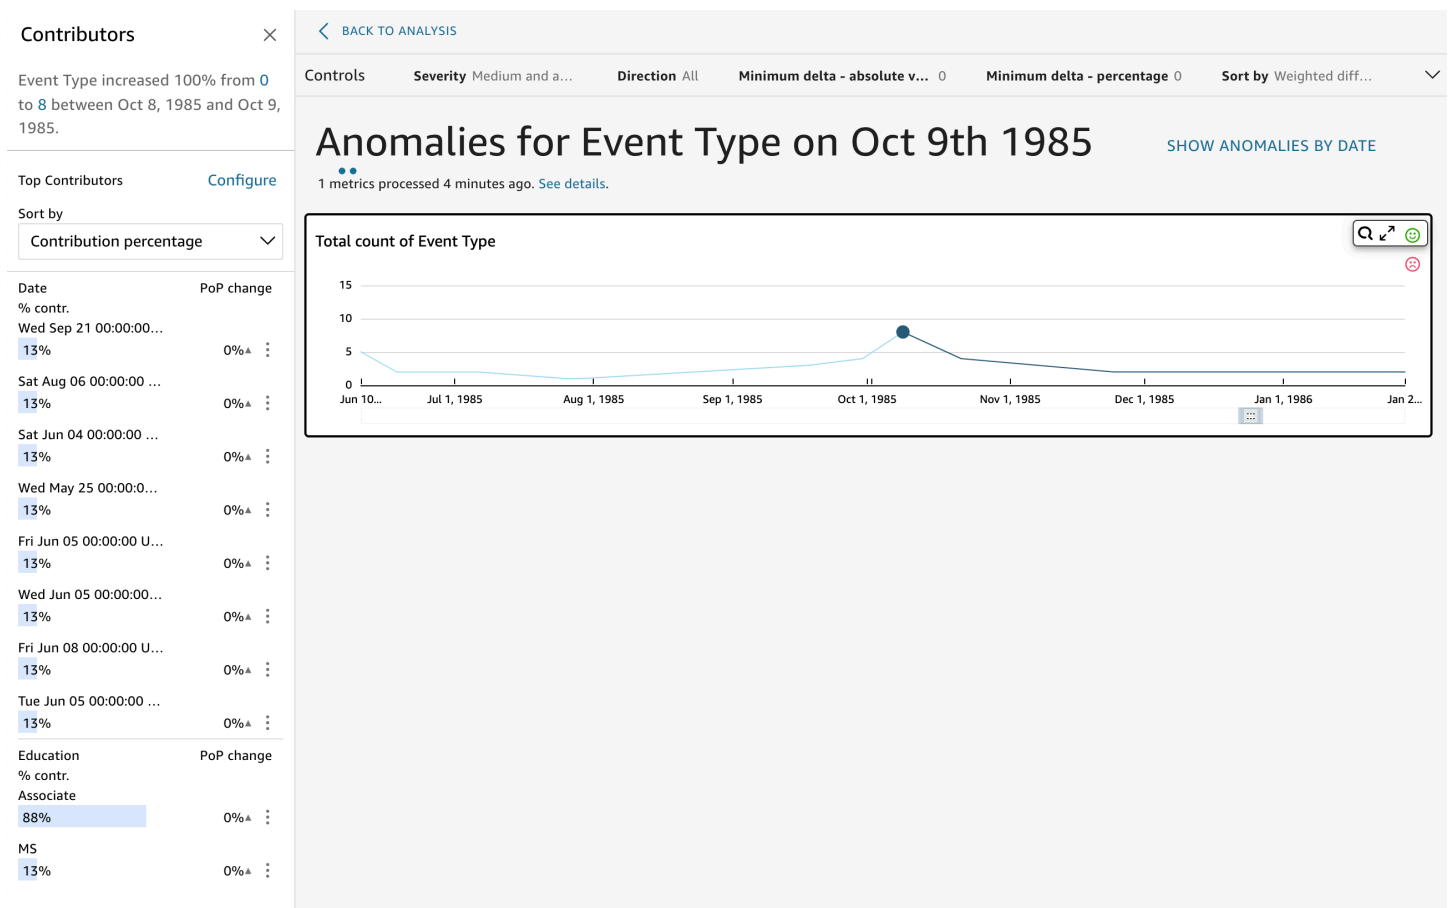 Contributors
Event Type increased 100% from 0
to 8 between Oct 8, 1985 and Oct 9,
1985.
Top Contributors Configure
Sort by
Contribution percentage
Date PoP change
% contr.
Wed Sep 21 00:00:00...
13% 0%▲
Sat Aug 06 00:00:00 ...
13% 0%▲
Sat Jun 04 00:00:00 ...
13% 0%▲
Wed May 25 00:00:0...
13% 0%▲
Fri Jun 05 00:00:00 U...
13% 0%▲
Wed Jun 05 00:00:00...
13% 0%▲
Fri Jun 08 00:00:00 U...
13% 0%▲
Tue Jun 05 00:00:00 ...
13% 0%▲
Education PoP change
% contr.
Associate
88% 0%▲
MS
13% 0%▲
BACK TO ANALYSIS
Controls Severity Medium and a... Direction All Minimum delta - absolute v... 0 Minimum delta - percentage 0 Sort by Weighted diff...
Anomalies for Event Type on Oct 9th 1985 SHOW ANOMALIES BY DATE
1 metrics processed 4 minutes ago. See details.
Total count of Event Type
15
10
5
0
Jun 10... Jul 1, 1985 Aug 1, 1985 Sep 1, 1985 Oct 1, 1985 Nov 1, 1985 Dec 1, 1985 Jan 1, 1986 Jan 2...